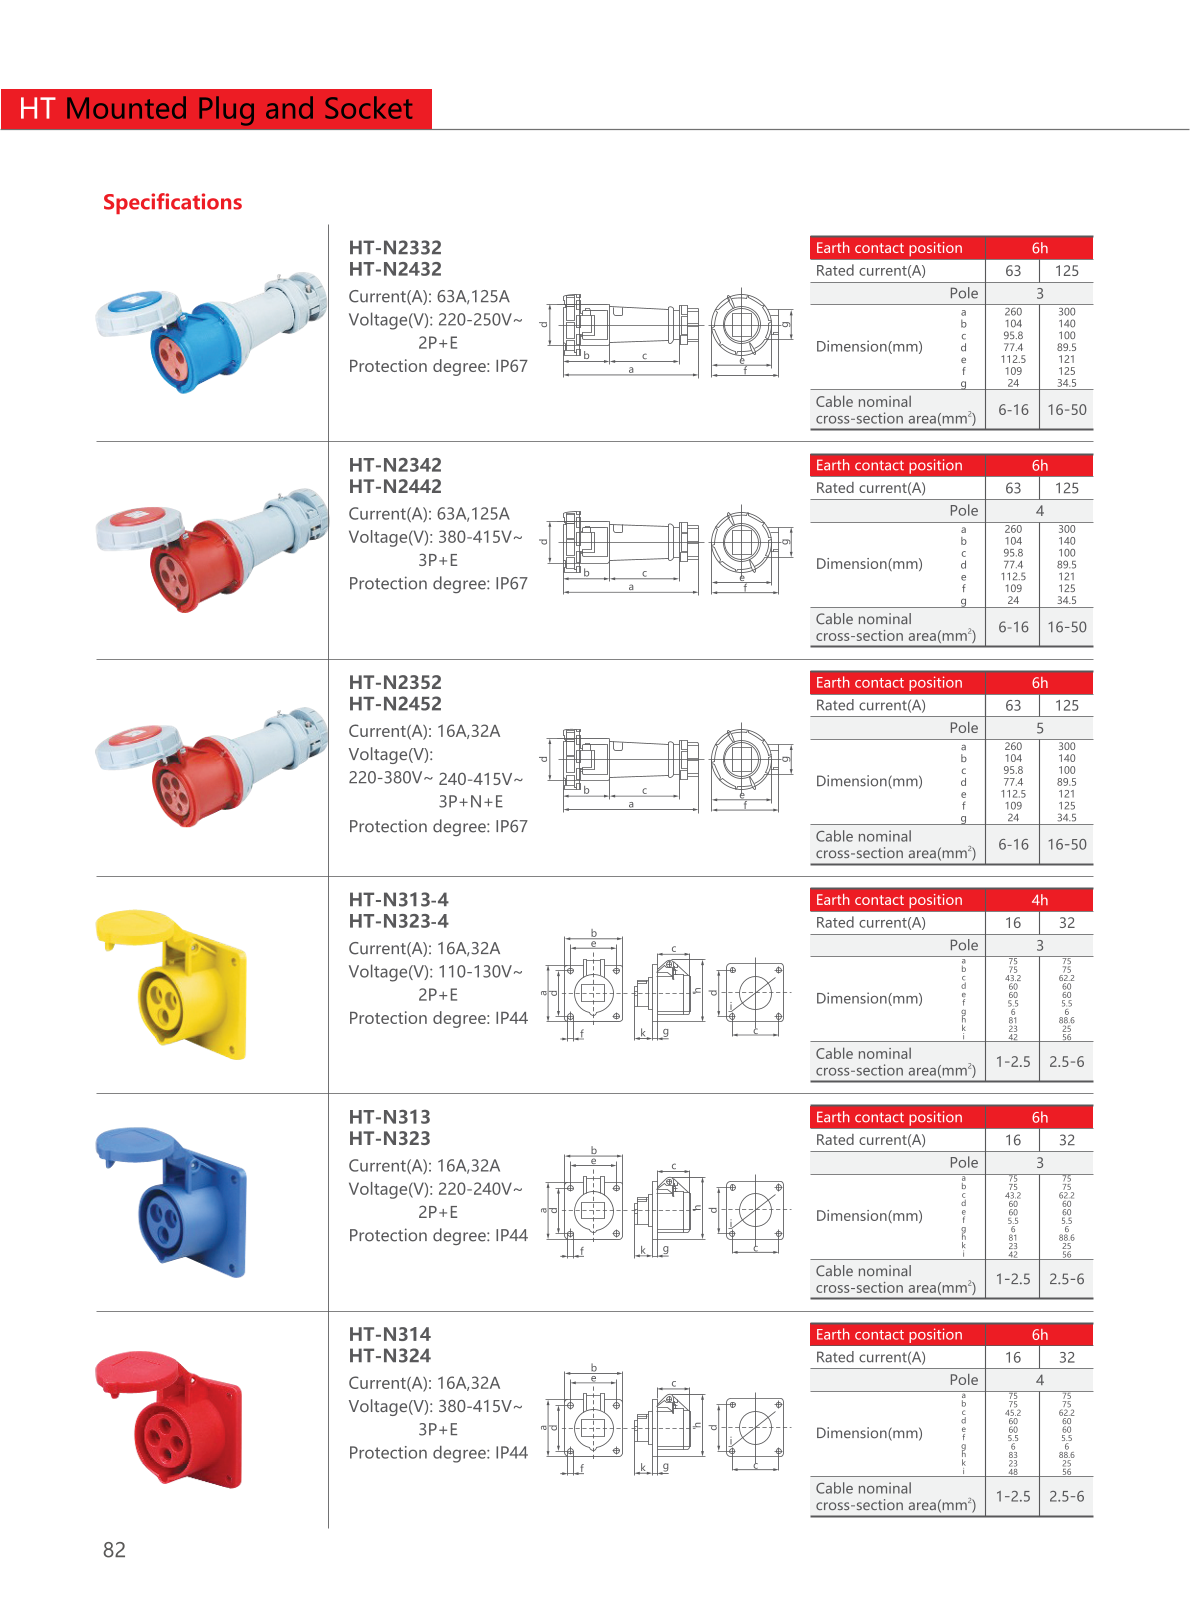 HT Mounted Plug and Socket
Specifications
HT-N2332
HT-N2432
Current(A): 63A,125A
Voltage(V): 220-250V~
2P+E
Protection degree: IP67
d
b
c
a
e
f
h
g
Earth contact position 6h
Rated current(A) 63 125
Pole 3
Dimension(mm)
a 260 300
b 104 140
c 95.8 100
d 77.4 89.5
e 112.5 121
f 109 125
g 24 34.5
Cable nominal
cross-section area(mm²) 6-16 16-50
HT-N2342
HT-N2442
Current(A): 63A,125A
Voltage(V): 380-415V~
3P+E
Protection degree: IP67
d
b
c
a
e
f
h
g
Earth contact position 6h
Rated current(A) 63 125
Pole 4
Dimension(mm)
a 260 300
b 104 140
c 95.8 100
d 77.4 89.5
e 112.5 121
f 109 125
g 24 34.5
Cable nominal
cross-section area(mm²) 6-16 16-50
HT-N2352
HT-N2452
Current(A): 16A,32A
Voltage(V):
220-380V~ 240-415V~
3P+N+E
Protection degree: IP67
d
b
c
a
e
f
h
g
Earth contact position 6h
Rated current(A) 63 125
Pole 5
Dimension(mm)
a 260 300
b 104 140
c 95.8 100
d 77.4 89.5
e 112.5 121
f 109 125
g 24 34.5
Cable nominal
cross-section area(mm²) 6-16 16-50
HT-N313-4
HT-N323-4
Current(A): 16A,32A
Voltage(V): 110-130V~
2P+E
Protection degree: IP44
b
e
c
a
d
h
d
i
f
k
g
c
Earth contact position 4h
Rated current(A) 16 32
Pole 3
Dimension(mm)
a 75 75
b 75 75
c 43.2 62.2
d 60 60
e 60 60
f 5.5 5.5
g 6 6
h 81 88.6
k 23 25
i 42 56
Cable nominal
cross-section area(mm²) 1-2.5 2.5-6
HT-N313
HT-N323
Current(A): 16A,32A
Voltage(V): 220-240V~
2P+E
Protection degree: IP44
b
e
c
a
d
h
d
i
f
k
g
c
Earth contact position 6h
Rated current(A) 16 32
Pole 3
Dimension(mm)
a 75 75
b 75 75
c 43.2 62.2
d 60 60
e 60 60
f 5.5 5.5
g 6 6
h 81 88.6
k 23 25
i 42 56
Cable nominal
cross-section area(mm²) 1-2.5 2.5-6
HT-N314
HT-N324
Current(A): 16A,32A
Voltage(V): 380-415V~
3P+E
Protection degree: IP44
b
e
c
a
d
h
d
i
f
k
g
c
Earth contact position 6h
Rated current(A) 16 32
Pole 4
Dimension(mm)
a 75 75
b 75 75
c 45.2 62.2
d 60 60
e 60 60
f 5.5 5.5
g 6 6
h 83 88.6
k 23 25
i 48 56
Cable nominal
cross-section area(mm²) 1-2.5 2.5-6
82